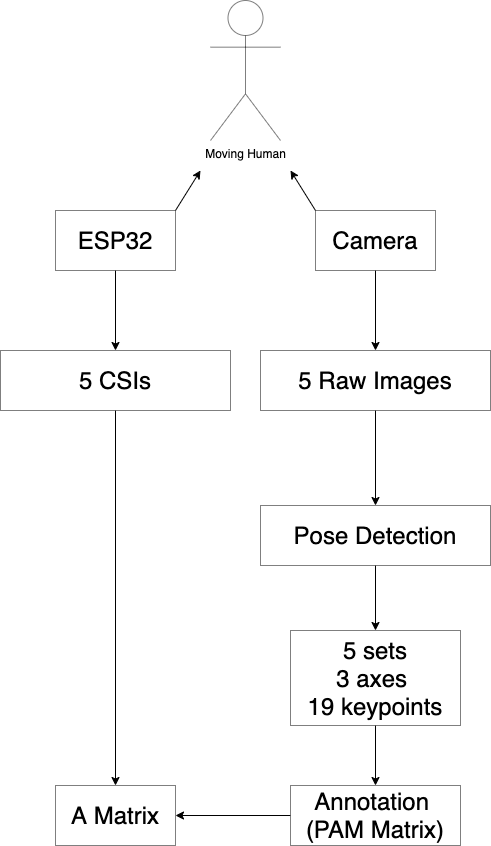 Moving Human
ESP32
Camera
5 CSIs
5 Raw Images
Pose Detection
5 sets
3 axes
19 keypoints
A Matrix
Annotation
(PAM Matrix)